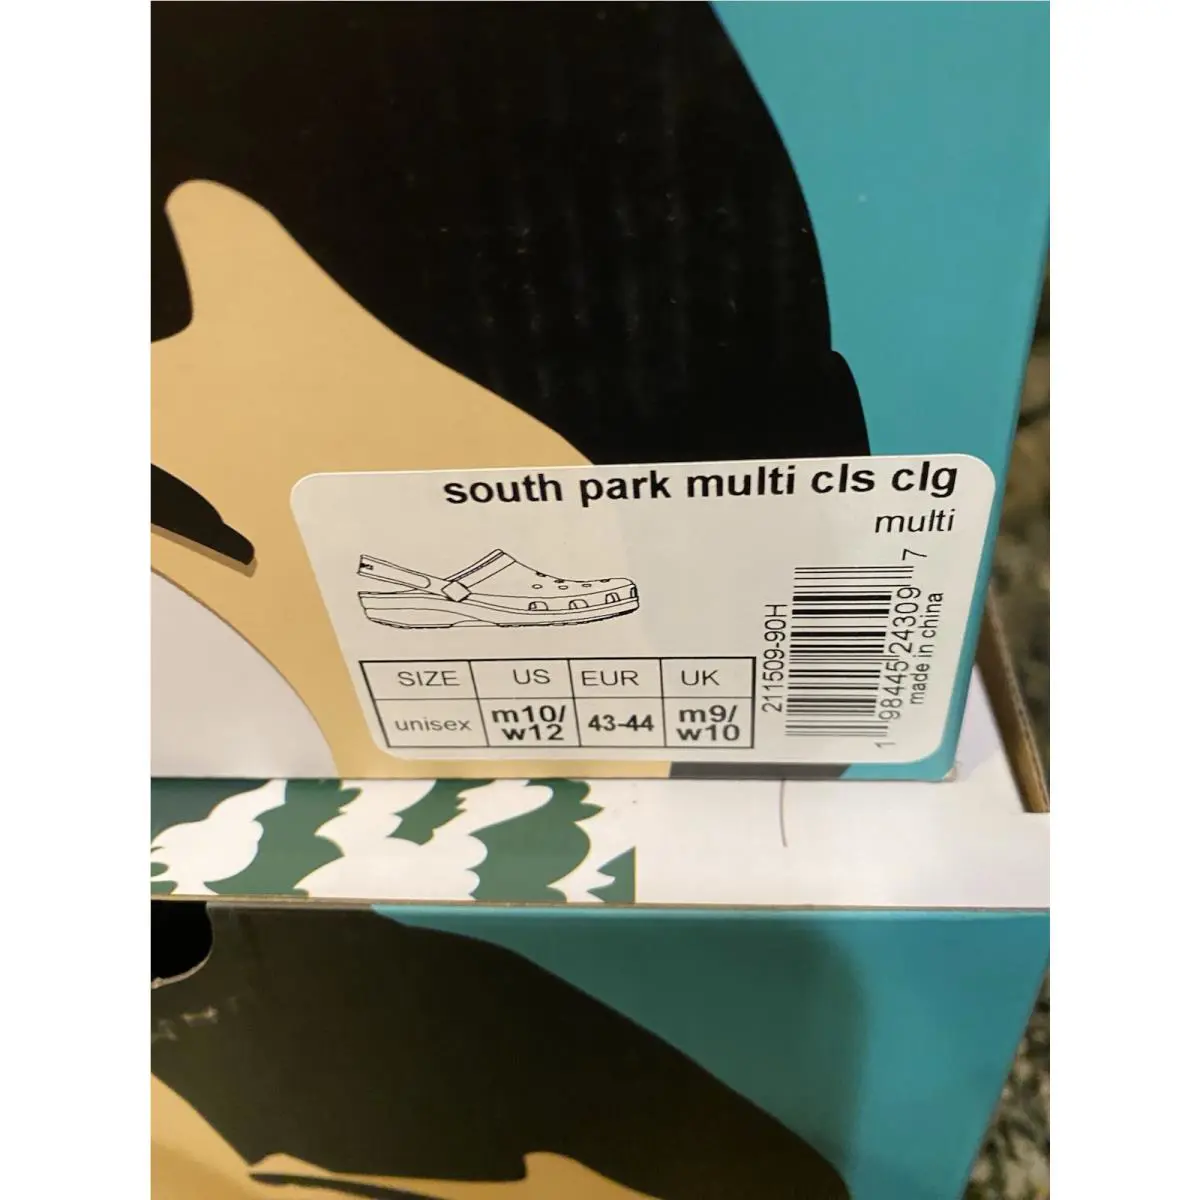 south park multi cls clg
multi
SIZE US EUR UK
unisex m10/ w12 43-44 m9/ w10
211509-90H
1 98445 24309 7
made in china